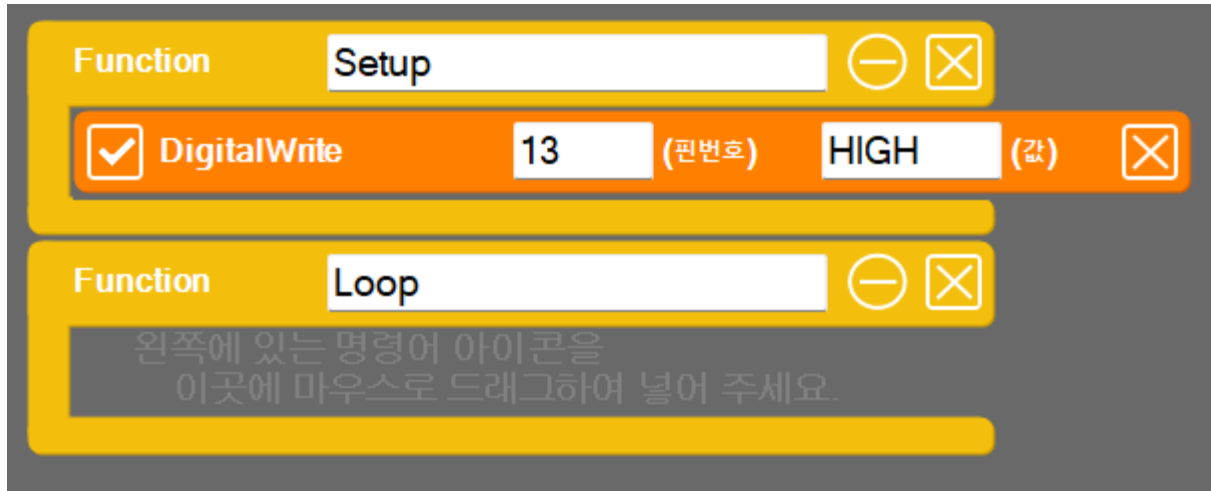 Function Setup
DigitalWrite 13 (핀번호) HIGH (값)
Function Loop
왼쪽에 있는 명령어 아이콘을
이곳에 마우스로 드래그하여 넣어 주세요.